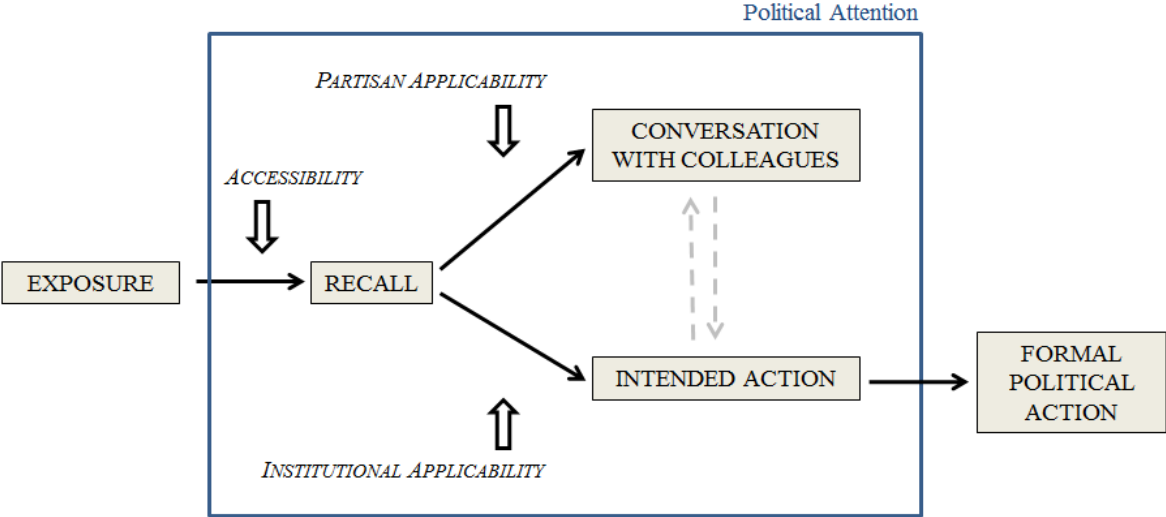 Political Attention
PARTISAN APPLICABILITY
CONVERSATION
WITH COLLEAGUES
ACCESSIBILITY
EXPOSURE
RECALL
INTENDED ACTION
FORMAL
POLITICAL
ACTION
INSTITUTIONAL APPLICABILITY